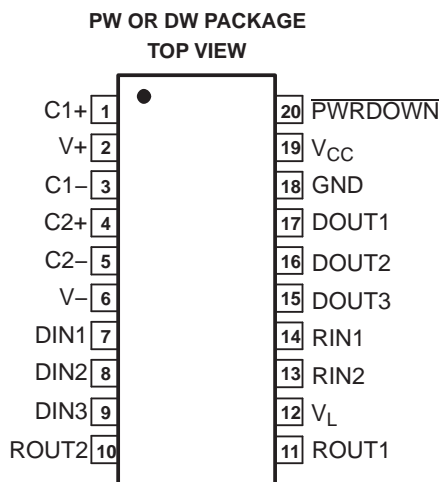 PW OR DW PACKAGE
TOP VIEW
C1+ 1 20 PWRDOWN
V+ 2 19 VCC
C1− 3 18 GND
C2+ 4 17 DOUT1
C2− 5 16 DOUT2
V− 6 15 DOUT3
DIN1 7 14 RIN1
DIN2 8 13 RIN2
DIN3 9 12 VL
ROUT2 10 11 ROUT1